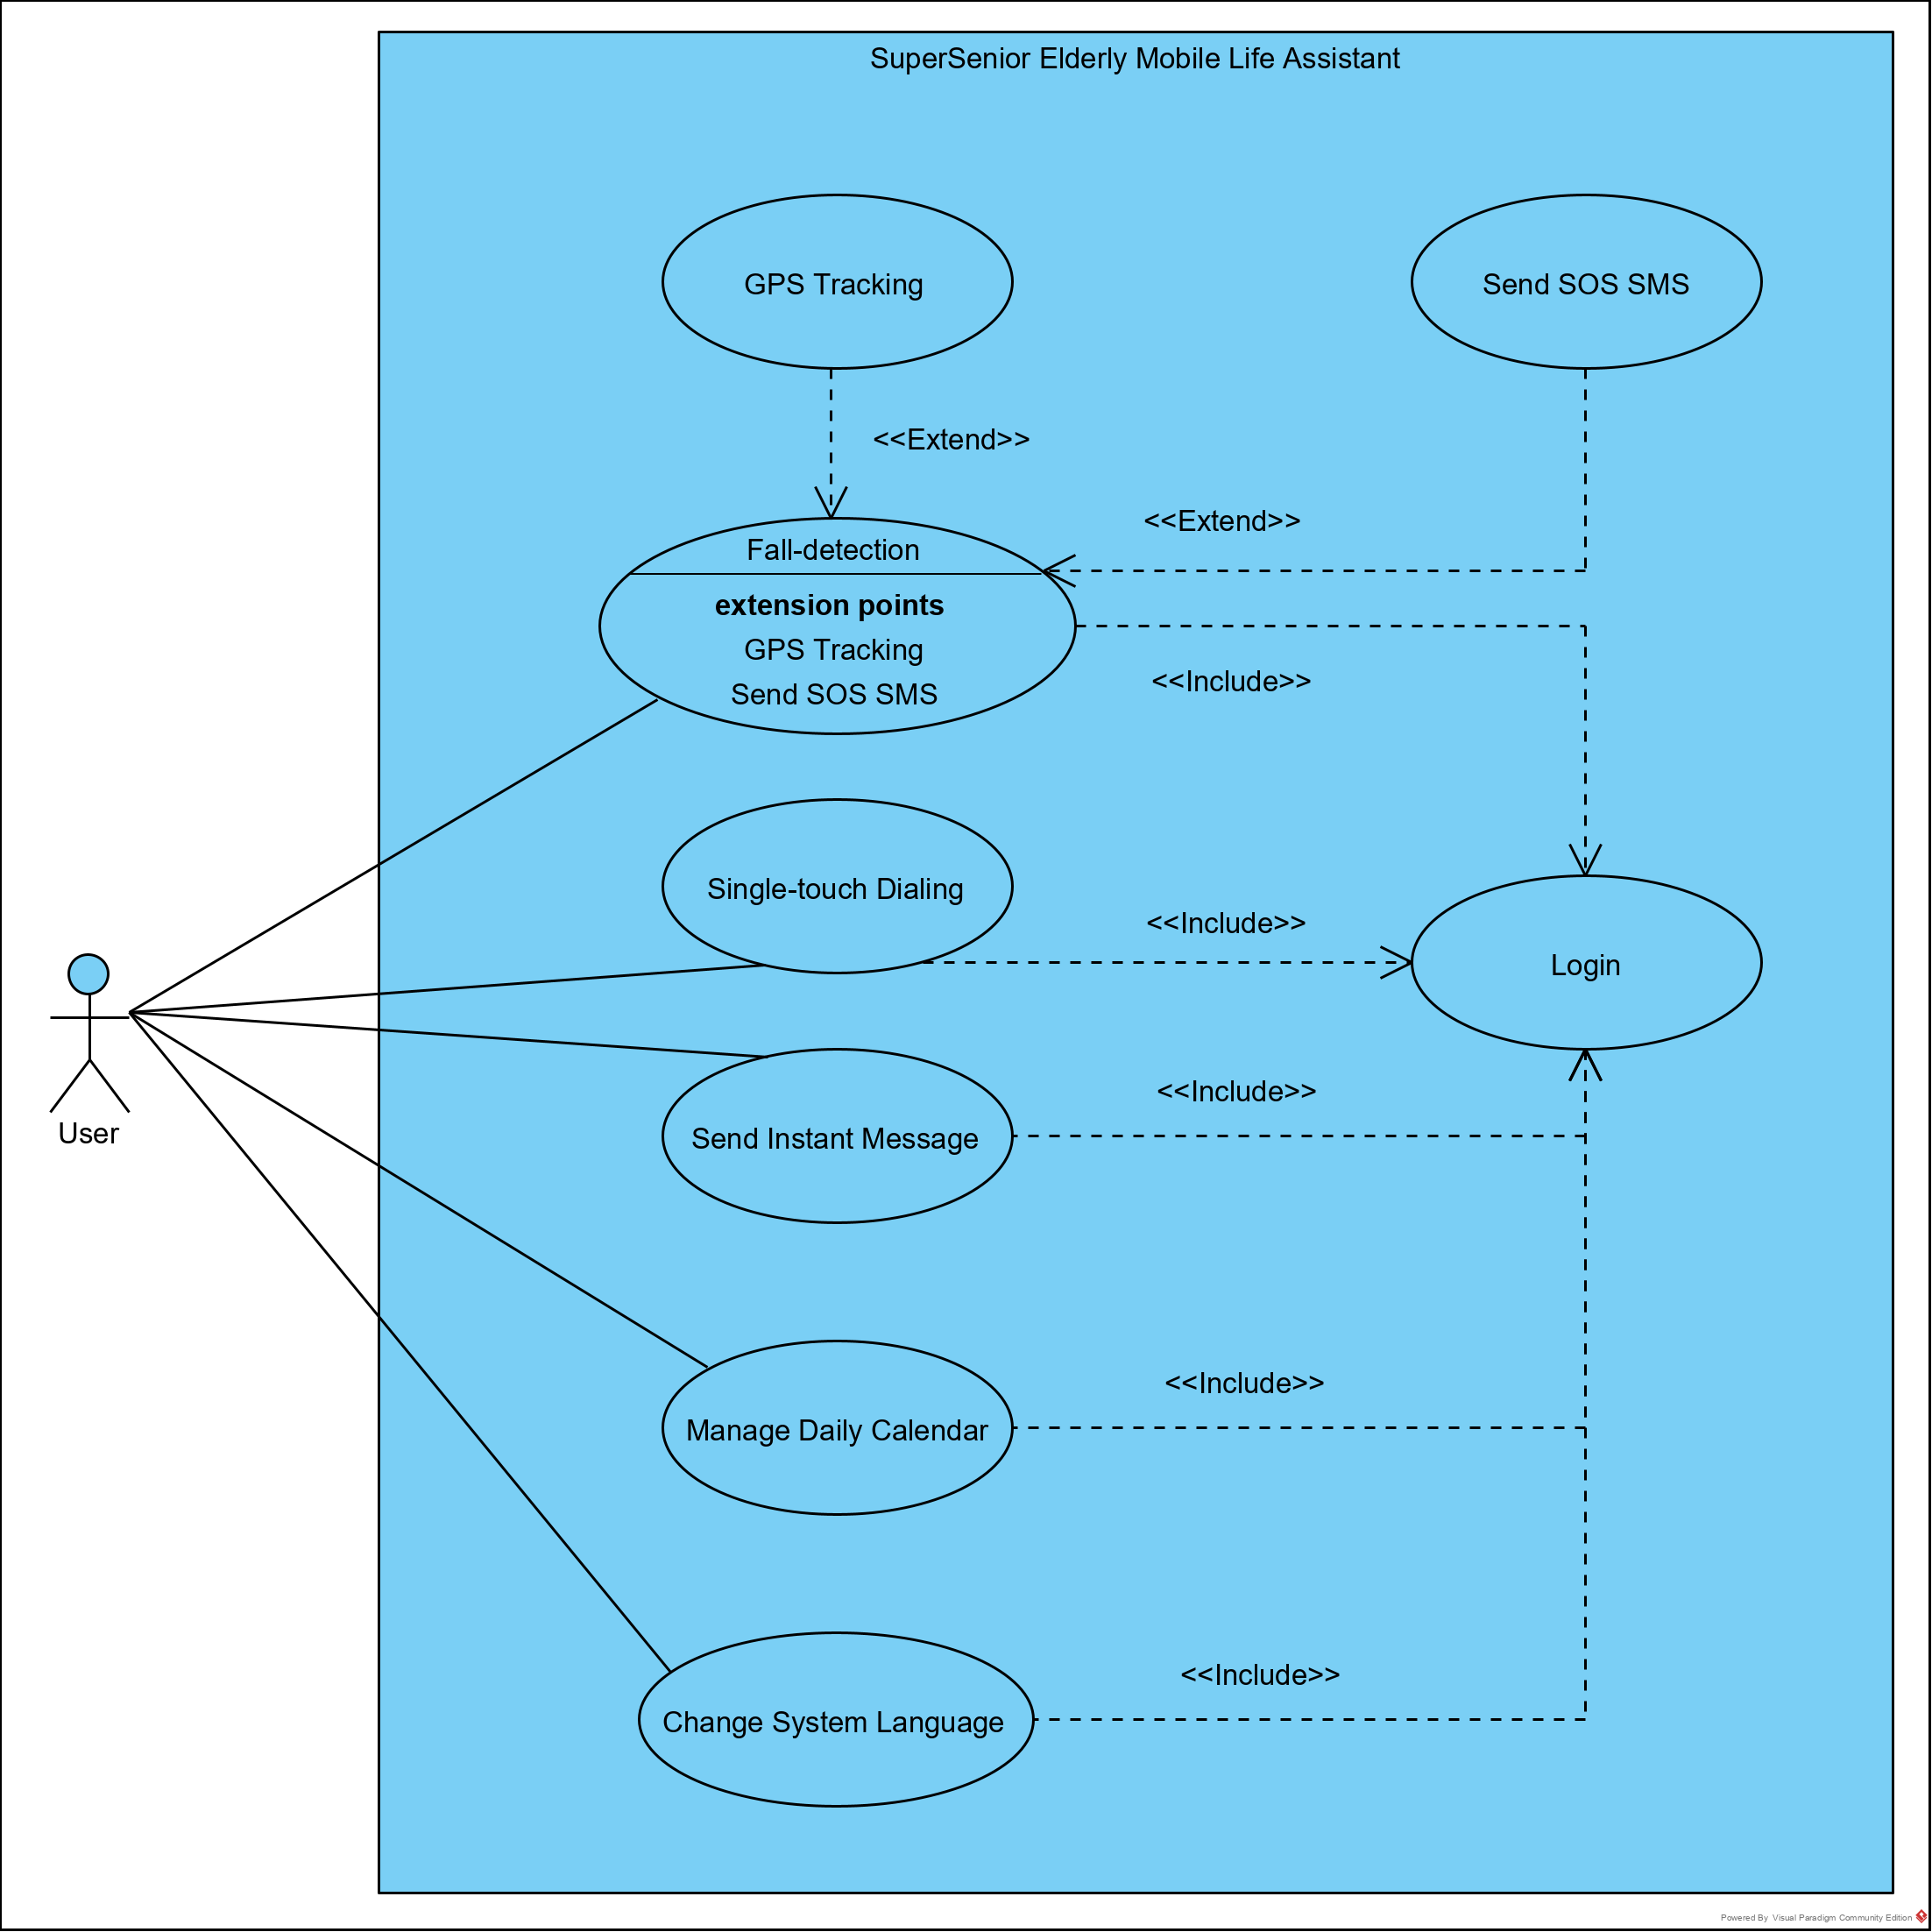 SuperSenior Elderly Mobile Life Assistant
GPS Tracking
Send SOS SMS
<<Extend>>
<<Extend>>
Fall-detection
extension points
GPS Tracking
Send SOS SMS
<<Include>>
Single-touch Dialing
<<Include>>
Login
User
<<Include>>
Send Instant Message
<<Include>>
Manage Daily Calendar
<<Include>>
Change System Language
Powered By Visual Paradigm Community Edition